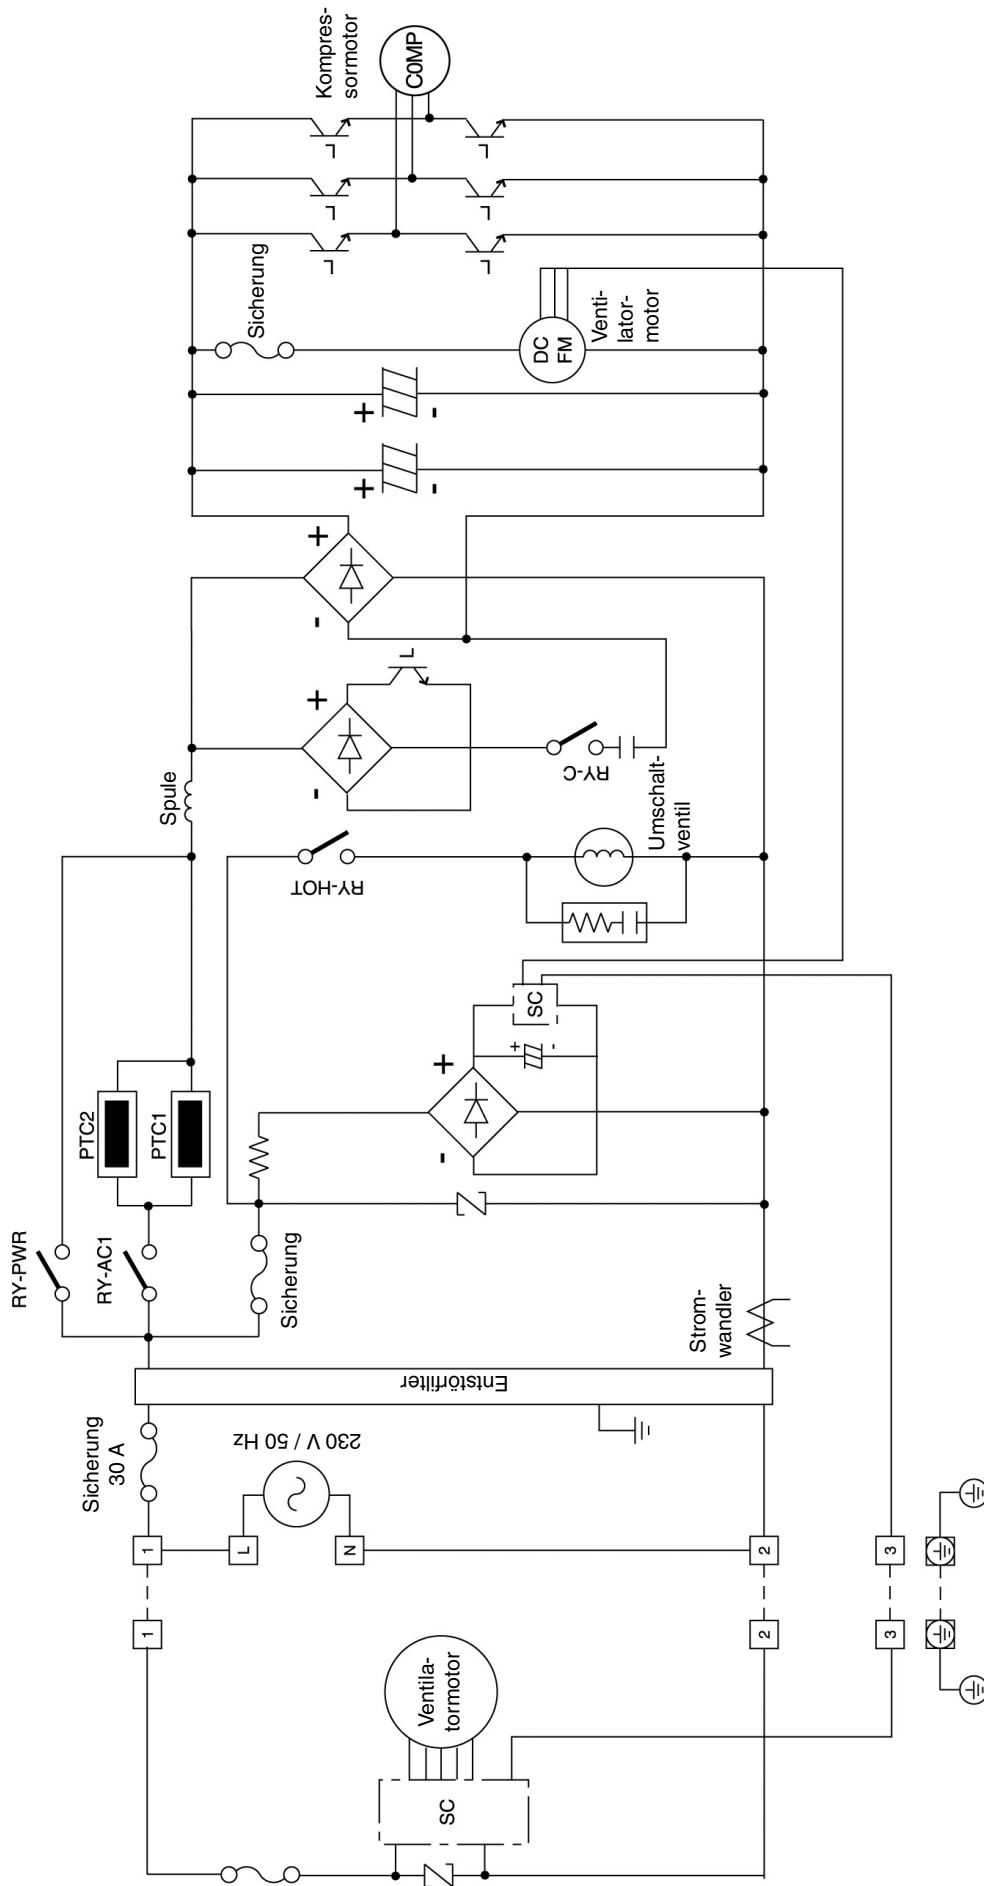 Kompres-
sormotor
COMP
Sicherung
DC
FM
Venti-
lator-
motor
+
-
+
-
+
-
+
-
L
L
L
L
L
L
L
Spule
RY-C
Umschalt-
ventil
RY-HOT
SC
+
-
+
-
PTC2
PTC1
RY-PWR
RY-AC1
Sicherung
Strom-
wandler
Entstörfilter
Sicherung
30 A
230 V / 50 Hz
1
L
N
2
3
1
2
3
Ventila-
tormotor
SC